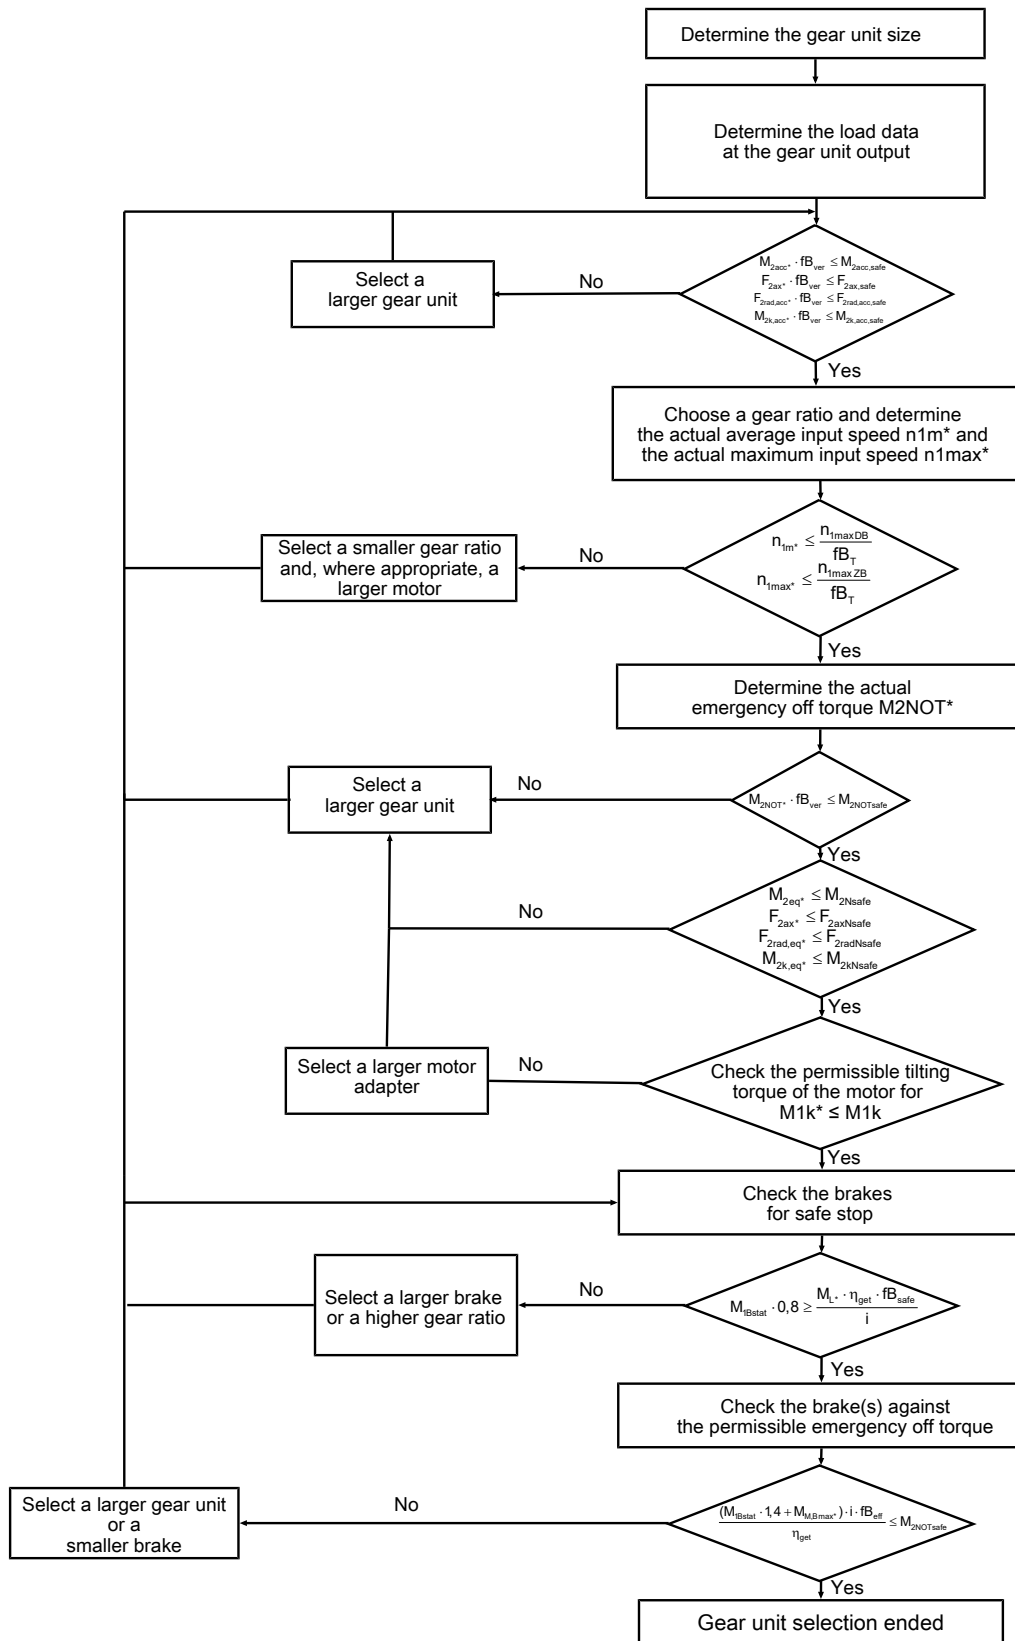 Determine the gear unit size
Determine the load data
at the gear unit output
Select a
larger gear unit
No
M2acc* · fBver ≤ M2acc,safe
F2ax* · fBver ≤ F2ax,safe
F2rad,acc* · fBver ≤ F2rad,acc,safe
M2k,acc* · fBver ≤ M2k,acc,safe
Yes
Choose a gear ratio and determine
the actual average input speed n1m* and
the actual maximum input speed n1max*
Select a smaller gear ratio
and, where appropriate, a
larger motor
No
n1m* ≤ n1maxDB / fBT
n1max* ≤ n1maxZB / fBT
Yes
Determine the actual
emergency off torque M2NOT*
Select a
larger gear unit
No
M2NOT* · fBver ≤ M2NOTsafe
Yes
No
M2eq* ≤ M2Nsafe
F2ax* ≤ F2axNsafe
F2rad,eq* ≤ F2radNsafe
M2k,eq* ≤ M2kNsafe
Yes
Select a larger motor
adapter
No
Check the permissible tilting
torque of the motor for
M1k* ≤ M1k
Yes
Check the brakes
for safe stop
Select a larger brake
or a higher gear ratio
No
M1Bstat · 0,8 ≥ ML* · ηget · fBsafe / i
Yes
Check the brake(s) against
the permissible emergency off torque
Select a larger gear unit
or a
smaller brake
No
(M1Bstat · 1,4 + MM,Bmax*) · i · fBeff / ηget ≤ M2NOTsafe
Yes
Gear unit selection ended